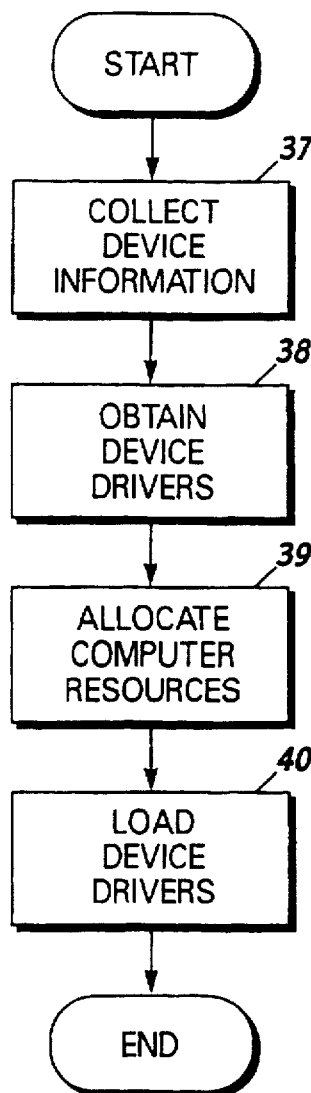 START
37
COLLECT
DEVICE
INFORMATION
38
OBTAIN
DEVICE
DRIVERS
39
ALLOCATE
COMPUTER
RESOURCES
40
LOAD
DEVICE
DRIVERS
END